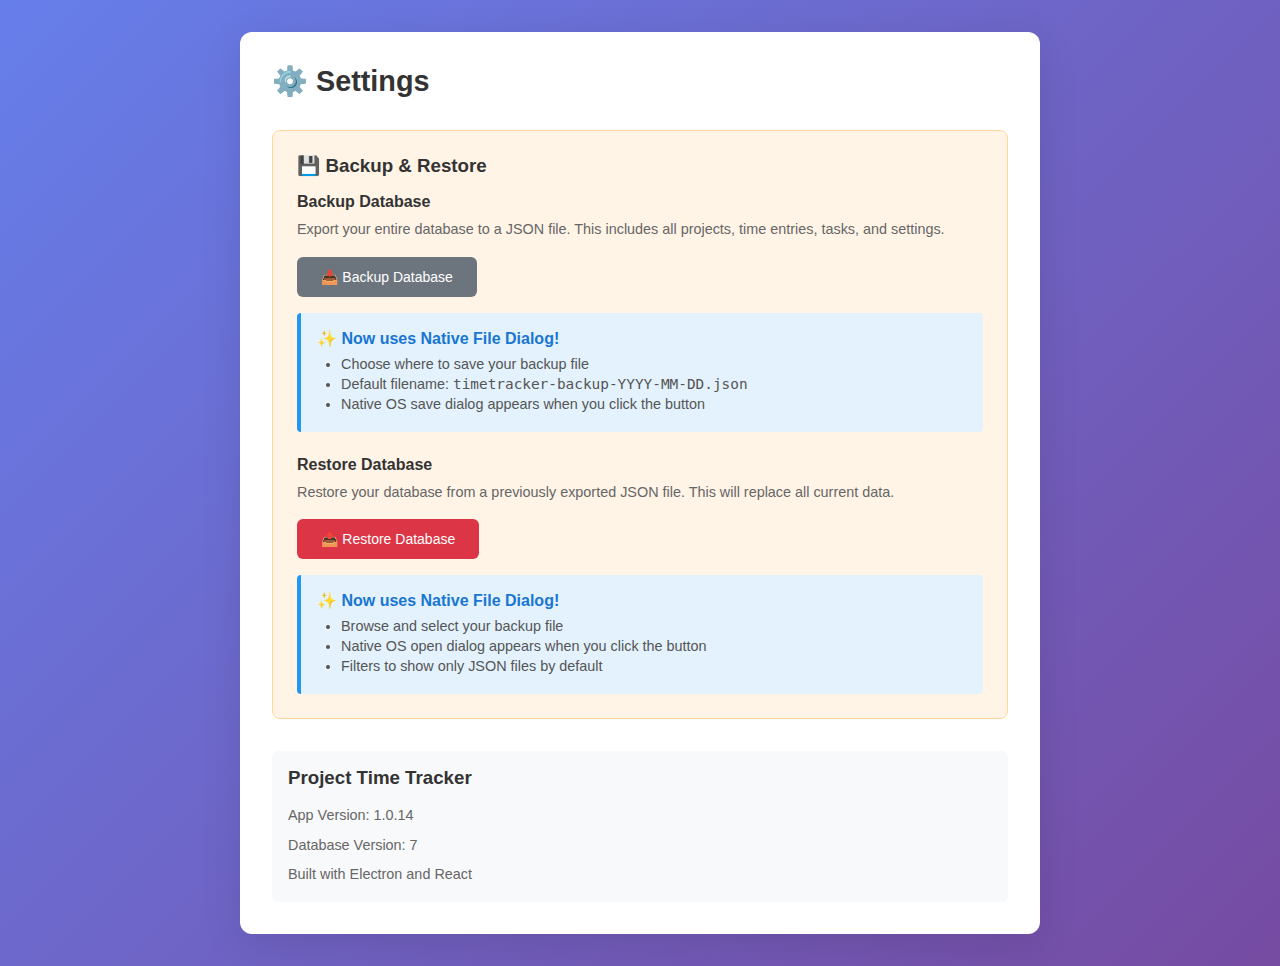 ⚙️ Settings
💾 Backup & Restore
Backup Database
Export your entire database to a JSON file. This includes all projects, time entries, tasks, and settings.
📥 Backup Database
✨ Now uses Native File Dialog!
• Choose where to save your backup file
• Default filename: timetracker-backup-YYYY-MM-DD.json
• Native OS save dialog appears when you click the button
Restore Database
Restore your database from a previously exported JSON file. This will replace all current data.
📤 Restore Database
✨ Now uses Native File Dialog!
• Browse and select your backup file
• Native OS open dialog appears when you click the button
• Filters to show only JSON files by default
Project Time Tracker
App Version: 1.0.14
Database Version: 7
Built with Electron and React